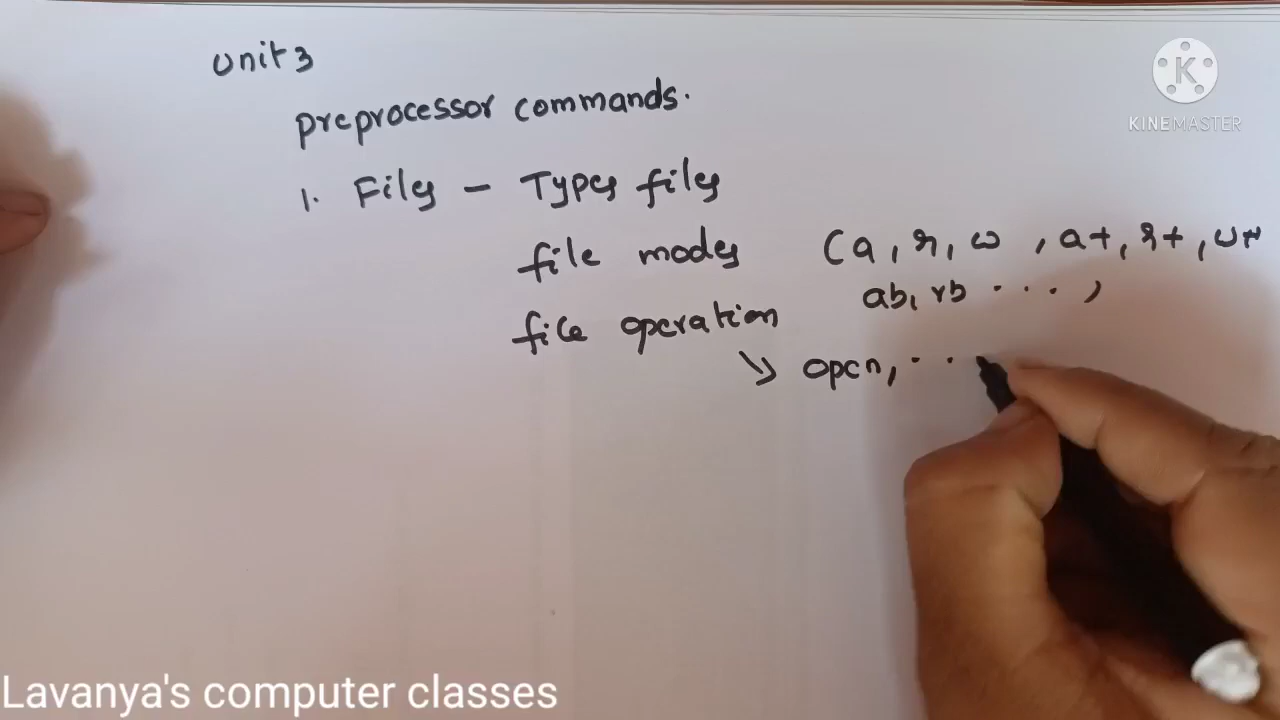 Unit 3
preprocessor commands.
1. Files - Types files
file modes (a, r, w, a+, r+, w+
ab, rb ...)
file operation
↘ open, ...
K
KINEMASTER
Lavanya's computer classes